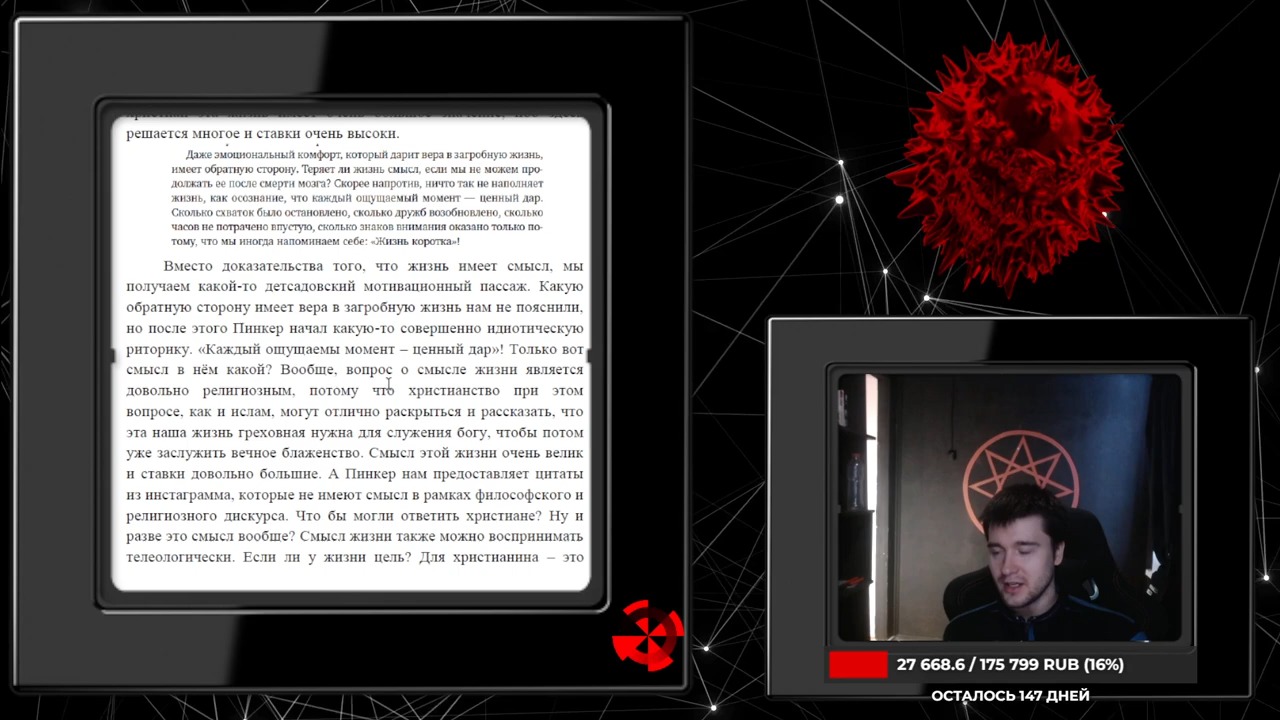 решается многое и ставки очень высоки.
Даже эмоциональный комфорт, который дарит вера в загробную жизнь,
имеет обратную сторону. Теряет ли жизнь смысл, если мы не можем про-
должать ее после смерти мозга? Скорее напротив, ничто так не наполняет
жизнь, как осознание, что каждый ощущаемый момент — ценный дар.
Сколько схваток было остановлено, сколько дружб возобновлено, сколько
часов не потрачено впустую, сколько знаков внимания оказано только по-
тому, что мы иногда напоминаем себе: «Жизнь коротка»!
Вместо доказательства того, что жизнь имеет смысл, мы
получаем какой-то детсадовский мотивационный пассаж. Какую
обратную сторону имеет вера в загробную жизнь нам не пояснили,
но после этого Пинкер начал какую-то совершенно идиотическую
риторику. «Каждый ощущаемы момент – ценный дар»! Только вот
смысл в нём какой? Вообще, вопрос о смысле жизни является
довольно религиозным, потому что христианство при этом
вопросе, как и ислам, могут отлично раскрыться и рассказать, что
эта наша жизнь греховная нужна для служения богу, чтобы потом
уже заслужить вечное блаженство. Смысл этой жизни очень велик
и ставки довольно большие. А Пинкер нам предоставляет цитаты
из инстаграмма, которые не имеют смысл в рамках философского и
религиозного дискурса. Что бы могли ответить христиане? Ну и
разве это смысл вообще? Смысл жизни также можно воспринимать
телеологически. Если ли у жизни цель? Для христианина – это
27 668.6 / 175 799 RUB (16%)
ОСТАЛОСЬ 147 ДНЕЙ